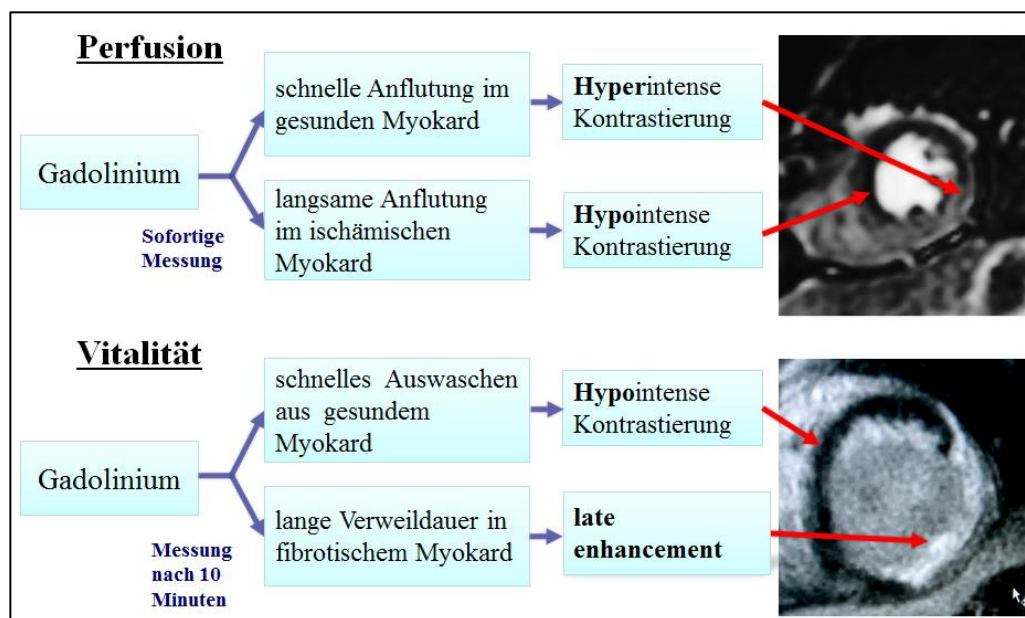 Perfusion
Gadolinium
Sofortige
Messung
schnelle Anflutung im
gesunden Myokard
Hyperintense
Kontrastierung
langsame Anflutung
im ischämischen
Myokard
Hypointense
Kontrastierung
Vitalität
Gadolinium
Messung
nach 10
Minuten
schnelles Auswaschen
aus gesundem
Myokard
Hypointense
Kontrastierung
lange Verweildauer in
fibrotischem Myokard
late
enhancement